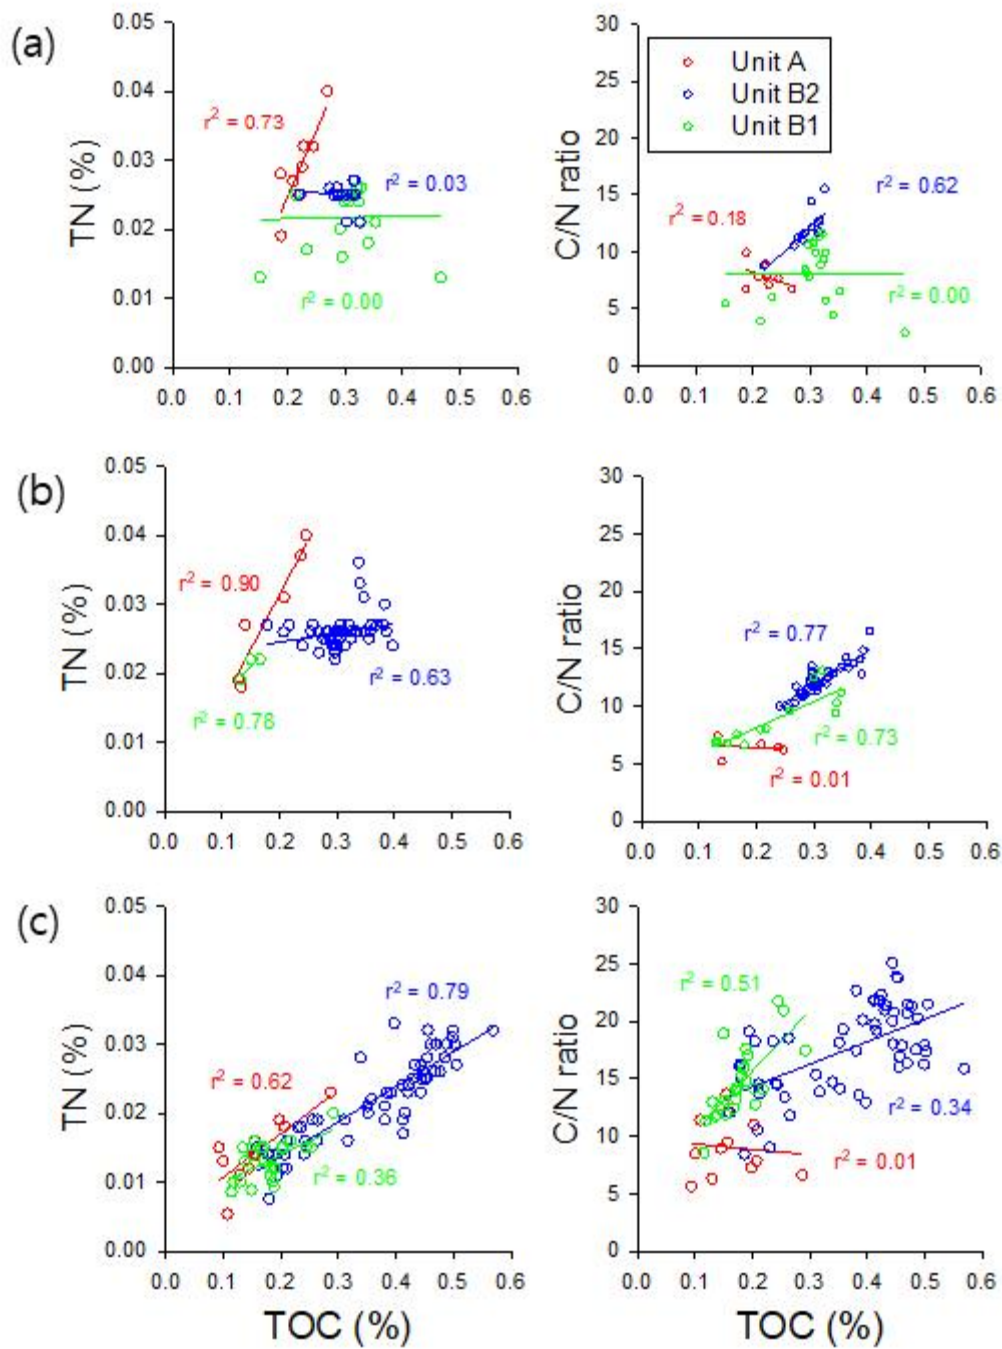 (a)
TN (%)
0.05
0.04
0.03
0.02
0.01
0.00
r² = 0.73
r² = 0.03
r² = 0.00
0.0 0.1 0.2 0.3 0.4 0.5 0.6
C/N ratio
30
25
20
15
10
5
0
Unit A
Unit B2
Unit B1
r² = 0.18
r² = 0.62
r² = 0.00
0.0 0.1 0.2 0.3 0.4 0.5 0.6
(b)
TN (%)
0.05
0.04
0.03
0.02
0.01
0.00
r² = 0.90
r² = 0.63
r² = 0.78
0.0 0.1 0.2 0.3 0.4 0.5 0.6
C/N ratio
30
25
20
15
10
5
0
r² = 0.77
r² = 0.73
r² = 0.01
0.0 0.1 0.2 0.3 0.4 0.5 0.6
(c)
TN (%)
0.05
0.04
0.03
0.02
0.01
0.00
r² = 0.79
r² = 0.62
r² = 0.36
0.0 0.1 0.2 0.3 0.4 0.5 0.6
TOC (%)
C/N ratio
30
25
20
15
10
5
0
r² = 0.51
r² = 0.34
r² = 0.01
0.0 0.1 0.2 0.3 0.4 0.5 0.6
TOC (%)